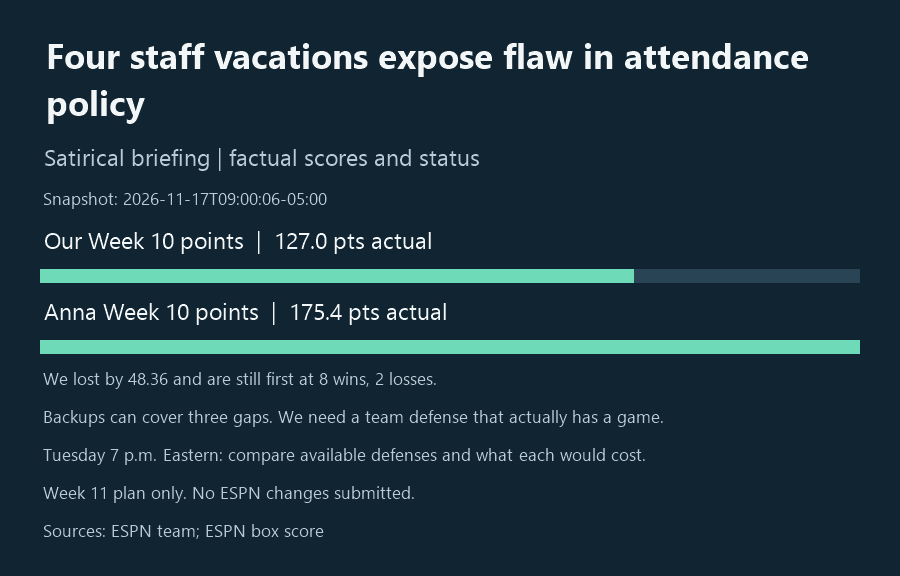 Four staff vacations expose flaw in attendance
policy
Satirical briefing | factual scores and status
Snapshot: 2026-11-17T09:00:06-05:00
Our Week 10 points | 127.0 pts actual
Anna Week 10 points | 175.4 pts actual
We lost by 48.36 and are still first at 8 wins, 2 losses.
Backups can cover three gaps. We need a team defense that actually has a game.
Tuesday 7 p.m. Eastern: compare available defenses and what each would cost.
Week 11 plan only. No ESPN changes submitted.
Sources: ESPN team; ESPN box score